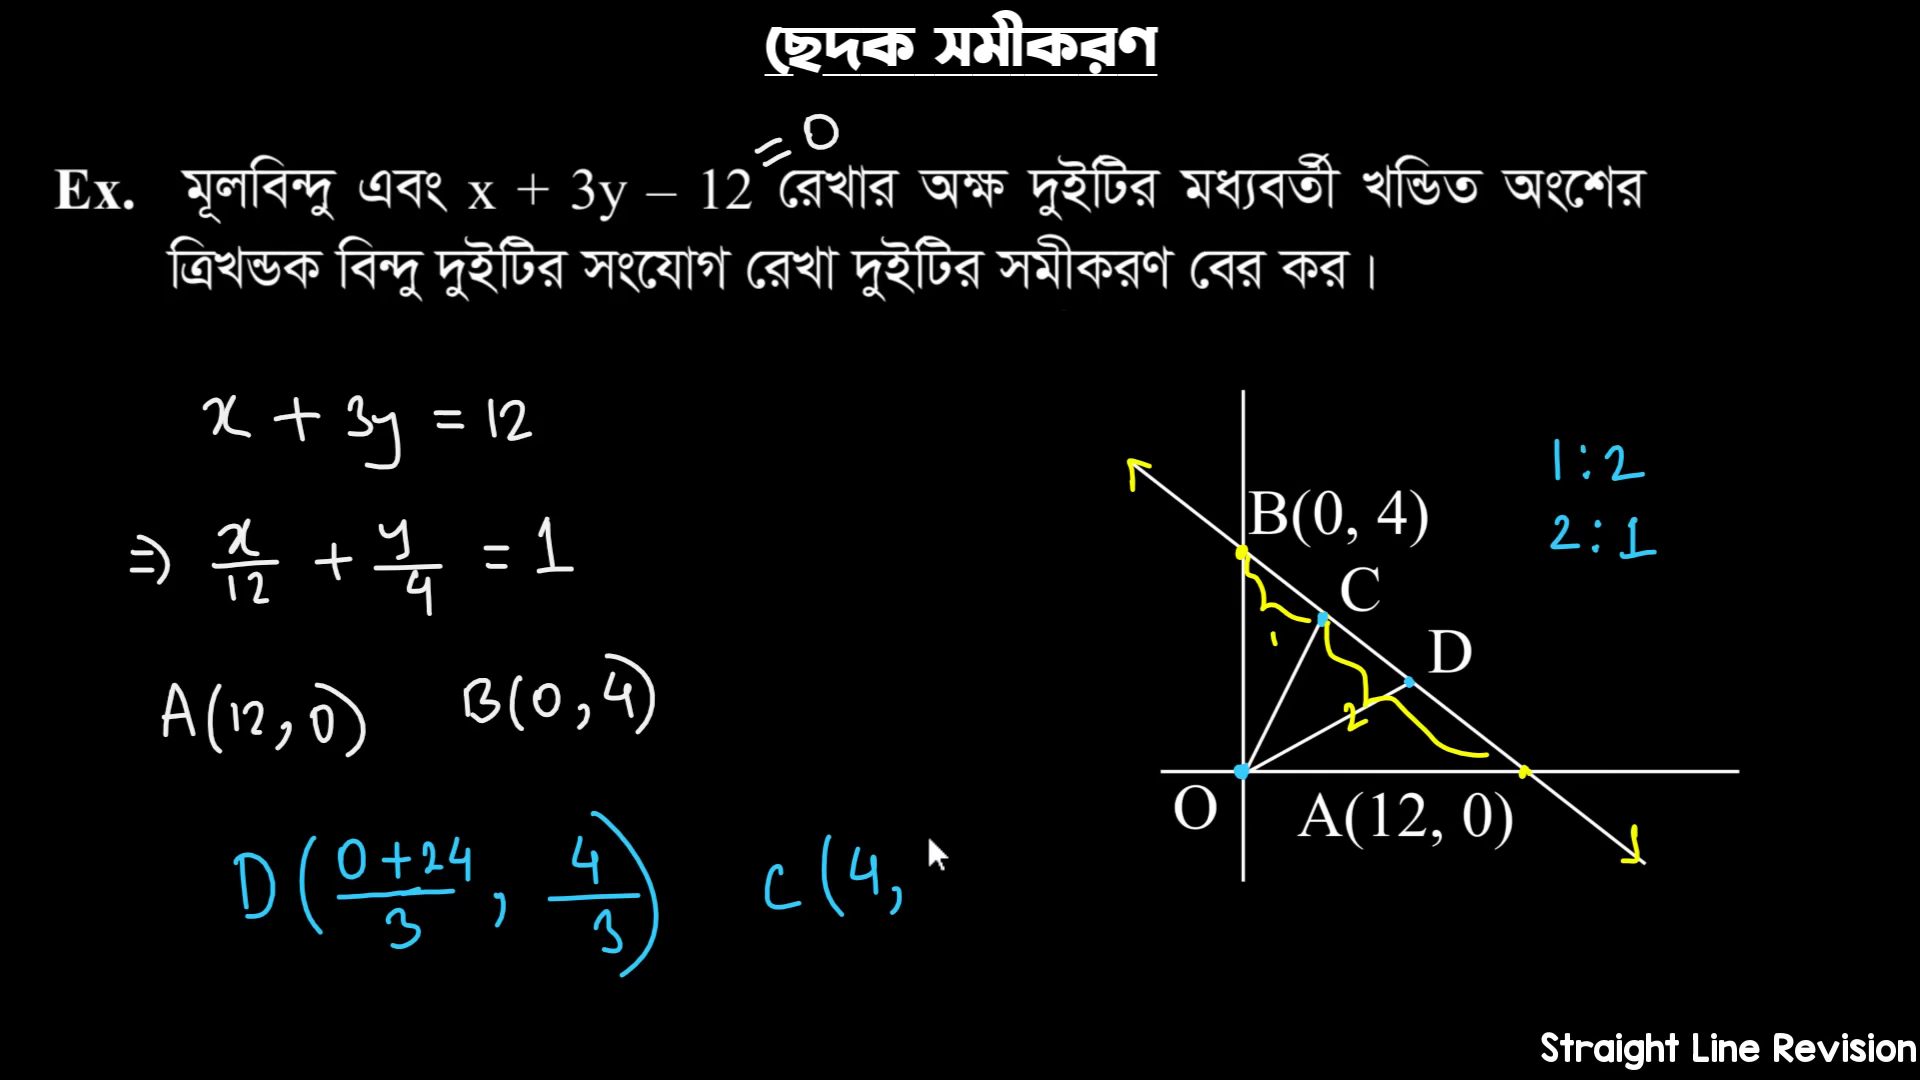 ছেদক সমীকরণ
Ex. মূলবিন্দু এবং x + 3y – 12 = 0 রেখার অক্ষ দুইটির মধ্যবর্তী খন্ডিত অংশের
ত্রিখন্ডক বিন্দু দুইটির সংযোগ রেখা দুইটির সমীকরণ বের কর।
x + 3y = 12
⇒ x/12 + y/4 = 1
A(12, 0) B(0, 4)
D(0+24/3, 4/3) C(4,
1:2
2:1
B(0, 4)
C
D
1
2
O
A(12, 0)
Straight Line Revision